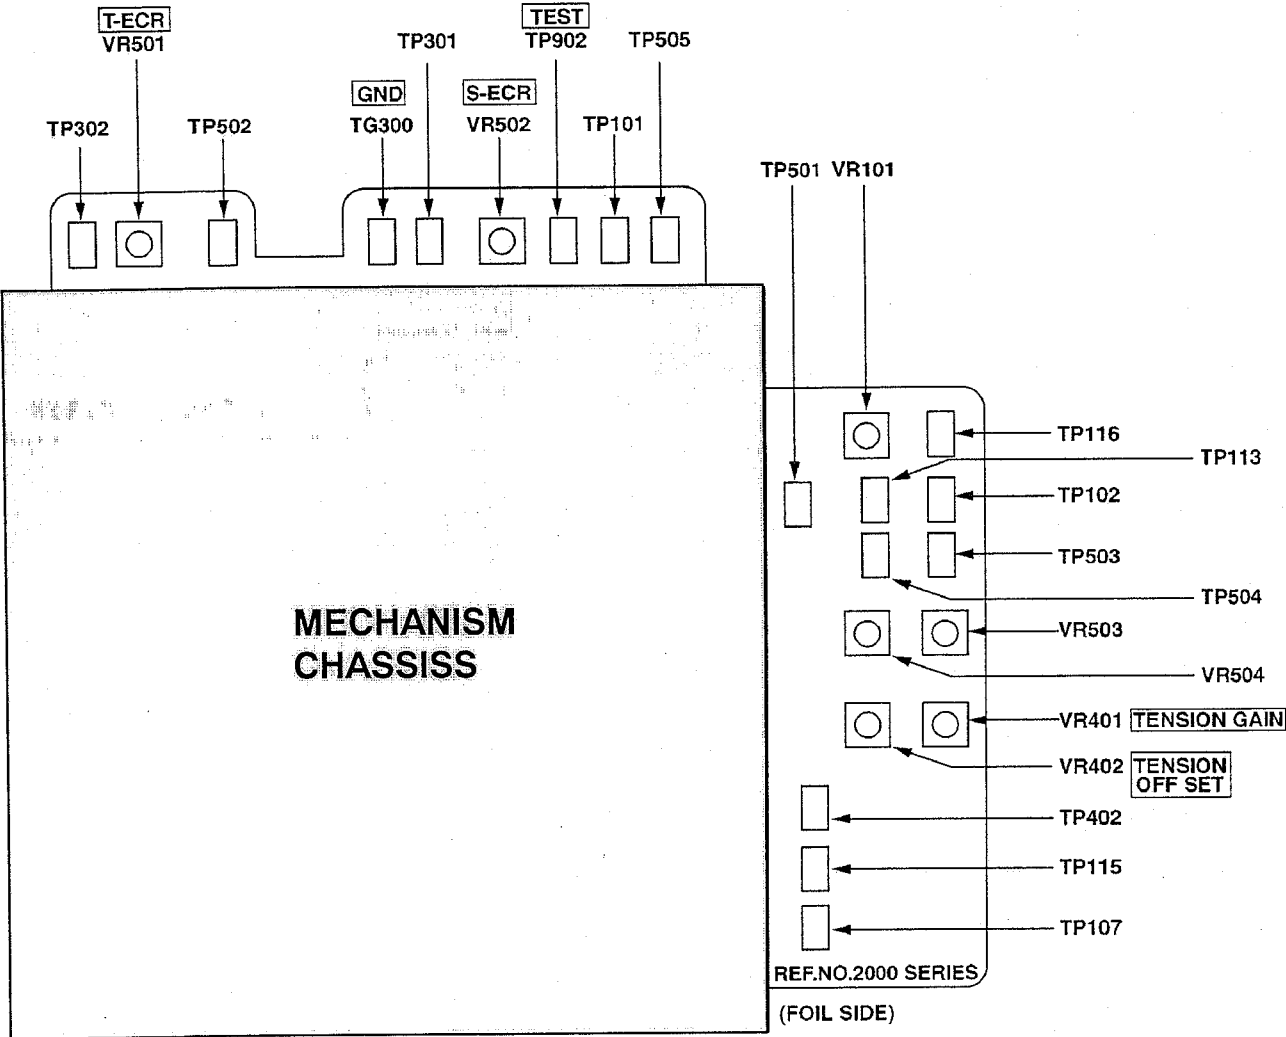 T-ECR
VR501
TP301
TEST
TP902
TP505
TP302
TP502
GND
TG300
S-ECR
VR502
TP101
TP501
VR101
TP116
TP113
TP102
TP503
TP504
VR503
VR504
VR401 TENSION GAIN
VR402 TENSION
OFF SET
TP402
TP115
TP107
MECHANISM
CHASSISS
REF.NO.2000 SERIES
(FOIL SIDE)